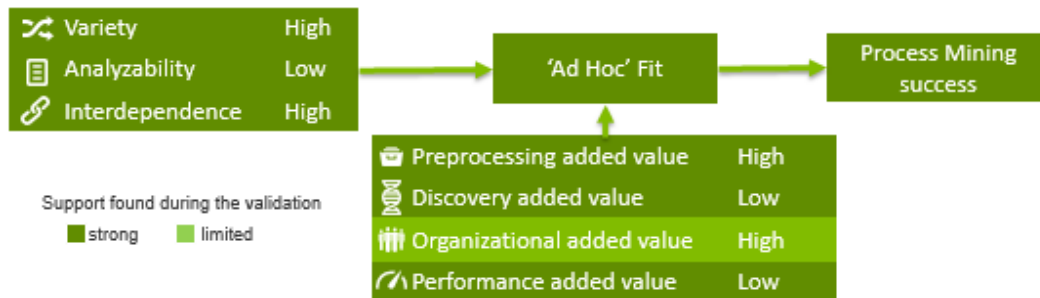 Variety High
Analyzability Low
Interdependence High
'Ad Hoc' Fit
Process Mining
success
Preprocessing added value High
Discovery added value Low
Organizational added value High
Performance added value Low
Support found during the validation
strong limited